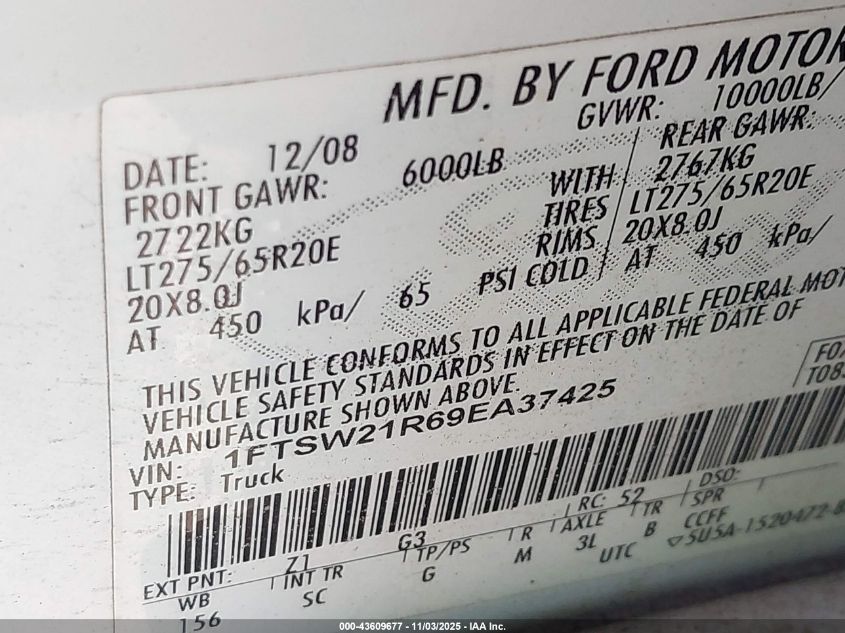 MFD. BY FORD MOTOR
DATE: 12/08 GVWR: 10000LB/
FRONT GAWR: 6000LB REAR GAWR:
2722KG WITH 2767KG
LT275/65R20E TIRES LT275/65R20E
20X8.0J RIMS 20X8.0J
AT 450 kPa/ 65 PSI COLD AT 450 kPa/
THIS VEHICLE CONFORMS TO ALL APPLICABLE FEDERAL MOT
VEHICLE SAFETY STANDARDS IN EFFECT ON THE DATE OF
MANUFACTURE SHOWN ABOVE.
VIN: 1FTSW21R69EA37425
TYPE: Truck
EXT PNT: Z1 G3 RC: 52 DSO:
WB INT TR TP/PS R AXLE TR SPR
156 SC G M 3L B CCFF
UTC 5U5A-1520472-B
000-43609677 - 11/03/2025 - IAA Inc.